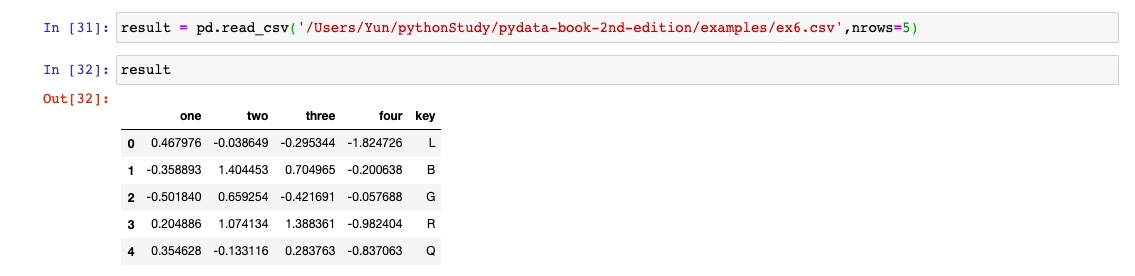 In [31]: result = pd.read_csv('/Users/Yun/pythonStudy/pydata-book-2nd-edition/examples/ex6.csv',nrows=5)
In [32]: result
Out[32]:
one two three four key
0 0.467976 -0.038649 -0.295344 -1.824726 L
1 -0.358893 1.404453 0.704965 -0.200638 B
2 -0.501840 0.659254 -0.421691 -0.057688 G
3 0.204886 1.074134 1.388361 -0.982404 R
4 0.354628 -0.133116 0.283763 -0.837063 Q